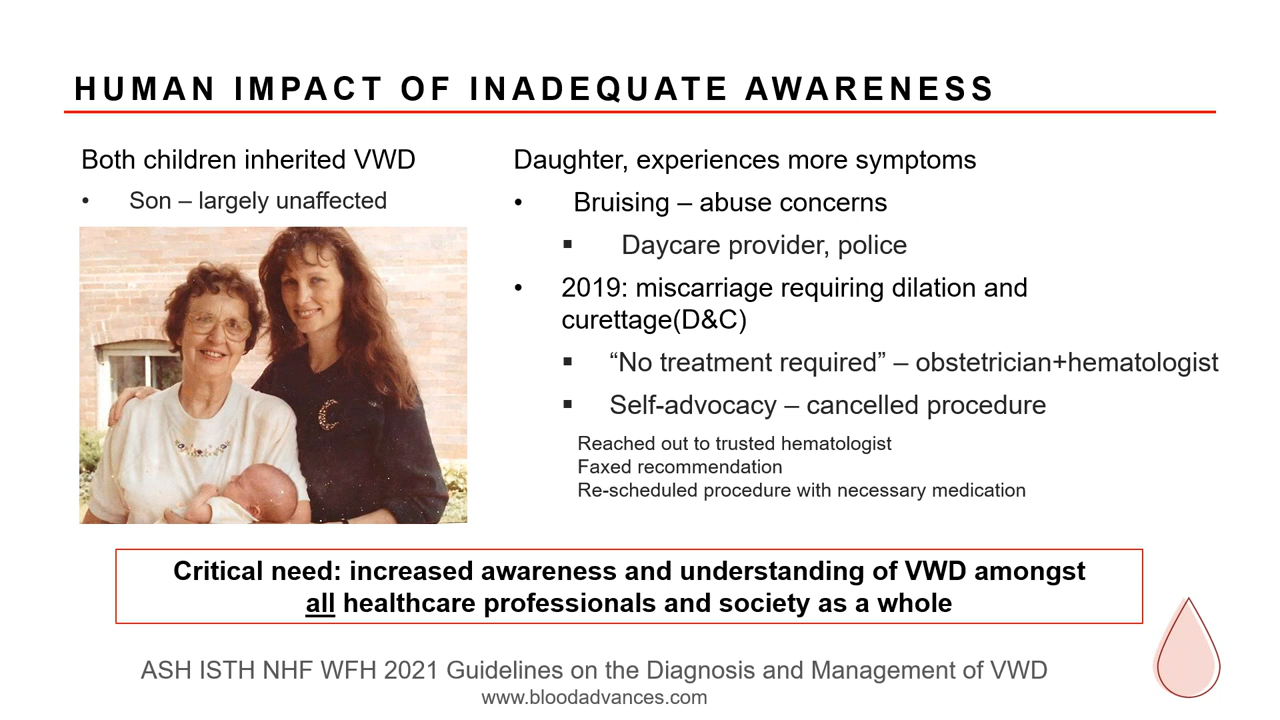 HUMAN IMPACT OF INADEQUATE AWARENESS
Both children inherited VWD
• Son – largely unaffected
Daughter, experiences more symptoms
• Bruising – abuse concerns
▪ Daycare provider, police
• 2019: miscarriage requiring dilation and
curettage(D&C)
▪ “No treatment required” – obstetrician+hematologist
▪ Self-advocacy – cancelled procedure
Reached out to trusted hematologist
Faxed recommendation
Re-scheduled procedure with necessary medication
Critical need: increased awareness and understanding of VWD amongst
all healthcare professionals and society as a whole
ASH ISTH NHF WFH 2021 Guidelines on the Diagnosis and Management of VWD
www.bloodadvances.com